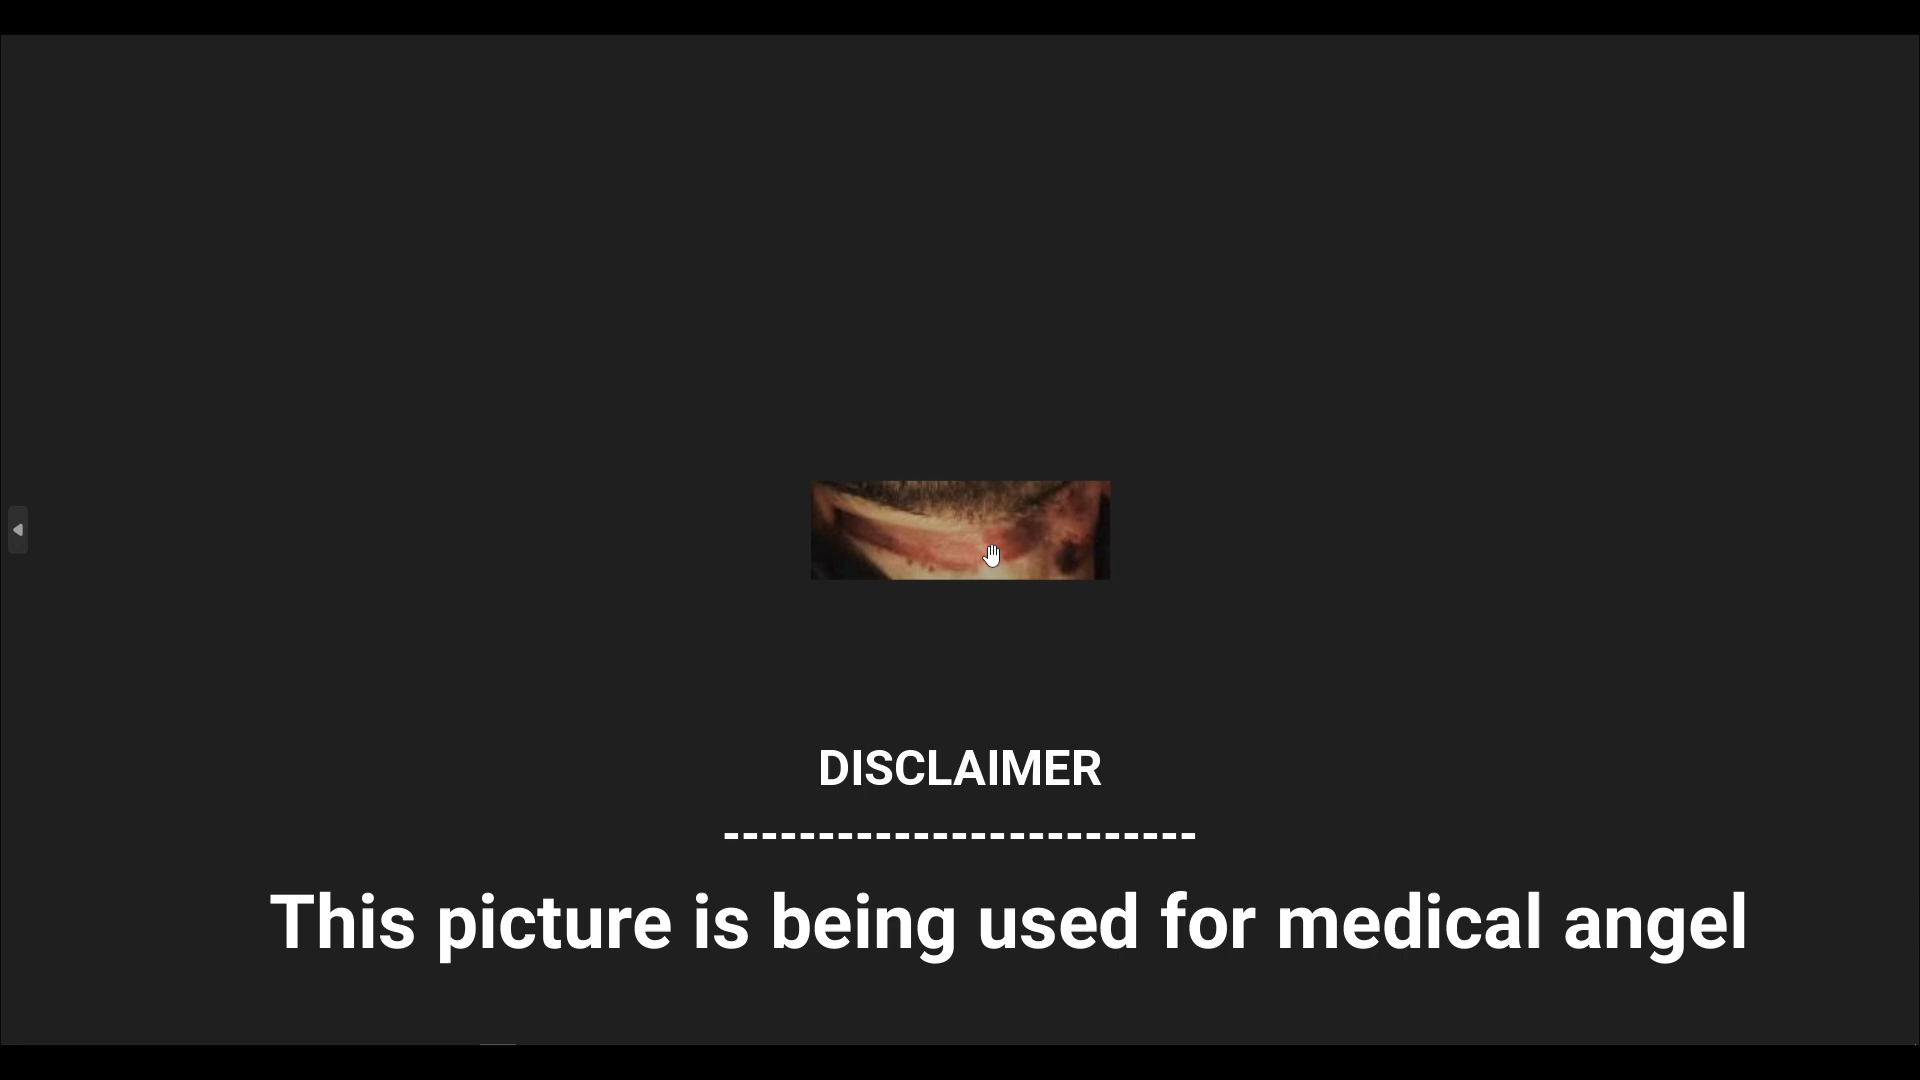 DISCLAIMER
-------------------------
This picture is being used for medical angel